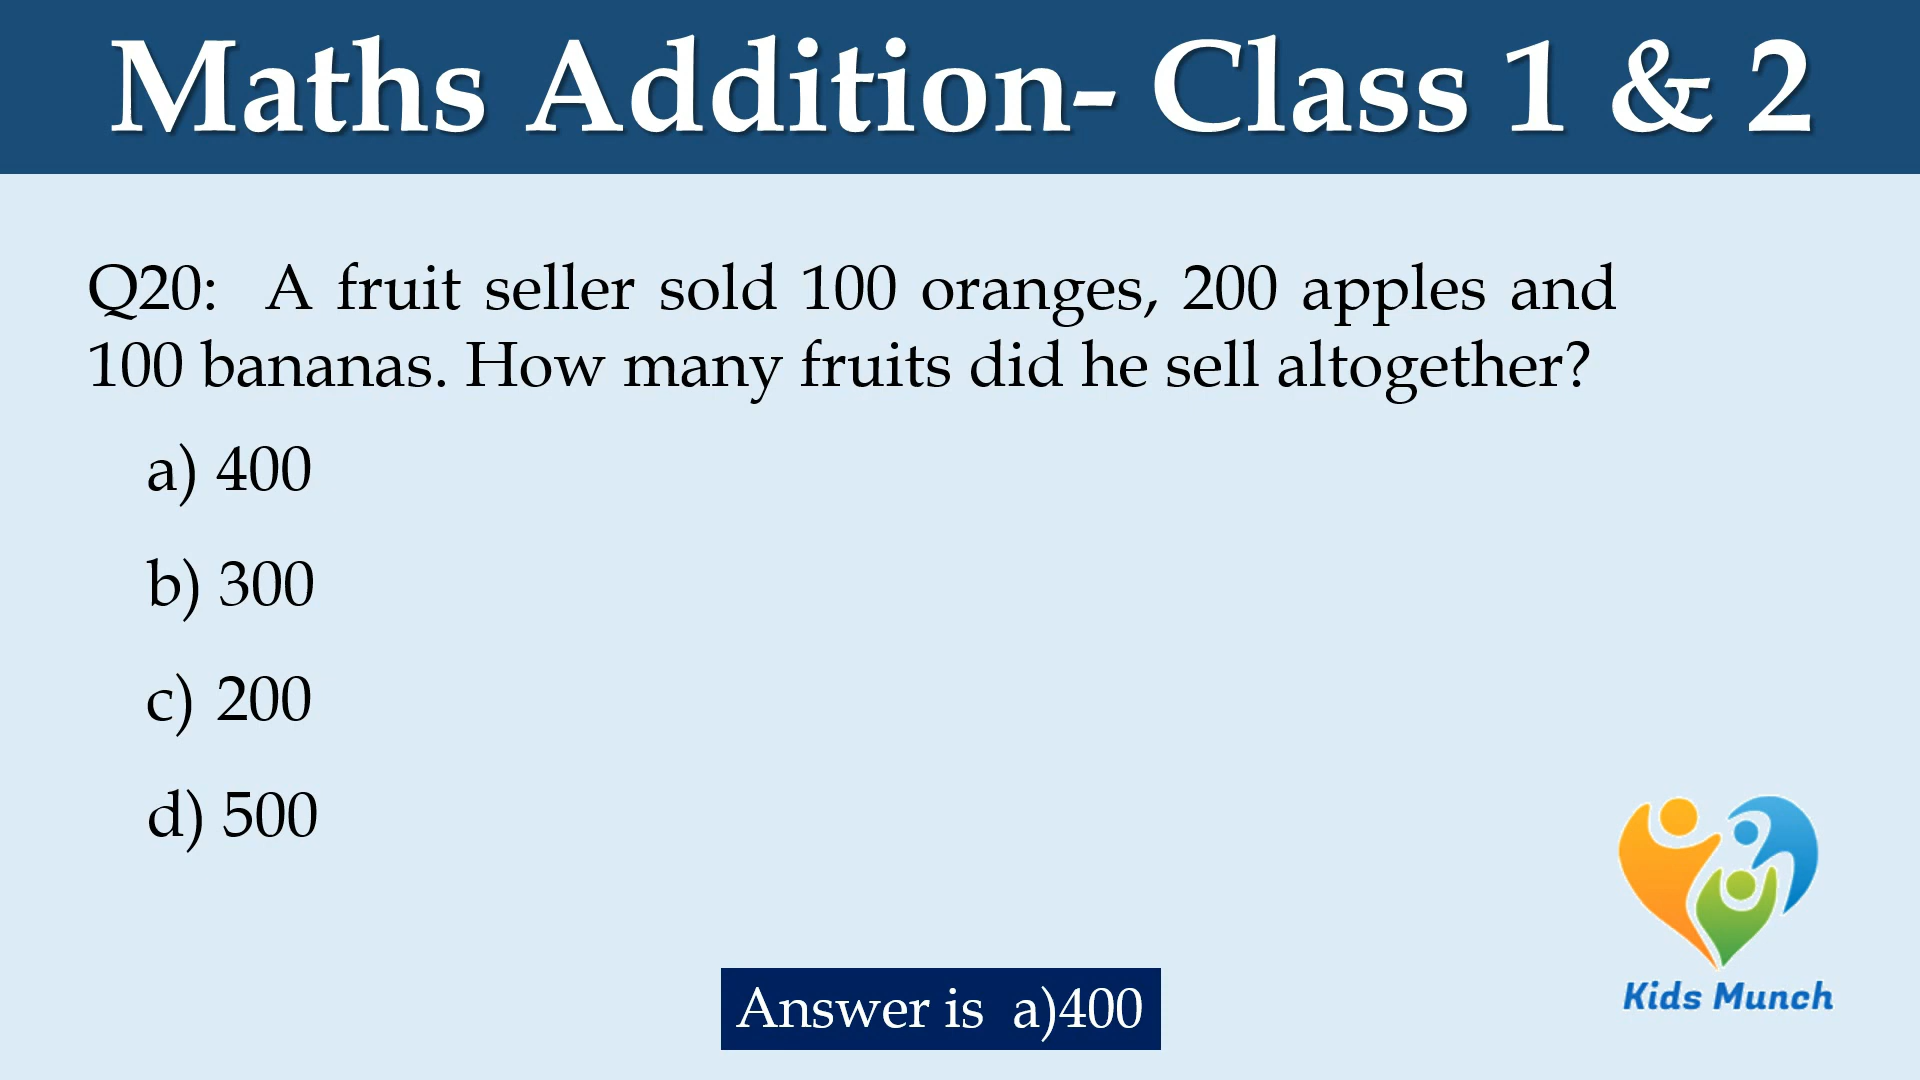 Maths Addition- Class 1 & 2
Q20: A fruit seller sold 100 oranges, 200 apples and
100 bananas. How many fruits did he sell altogether?
a) 400
b) 300
c) 200
d) 500
Answer is a)400
Kids Munch